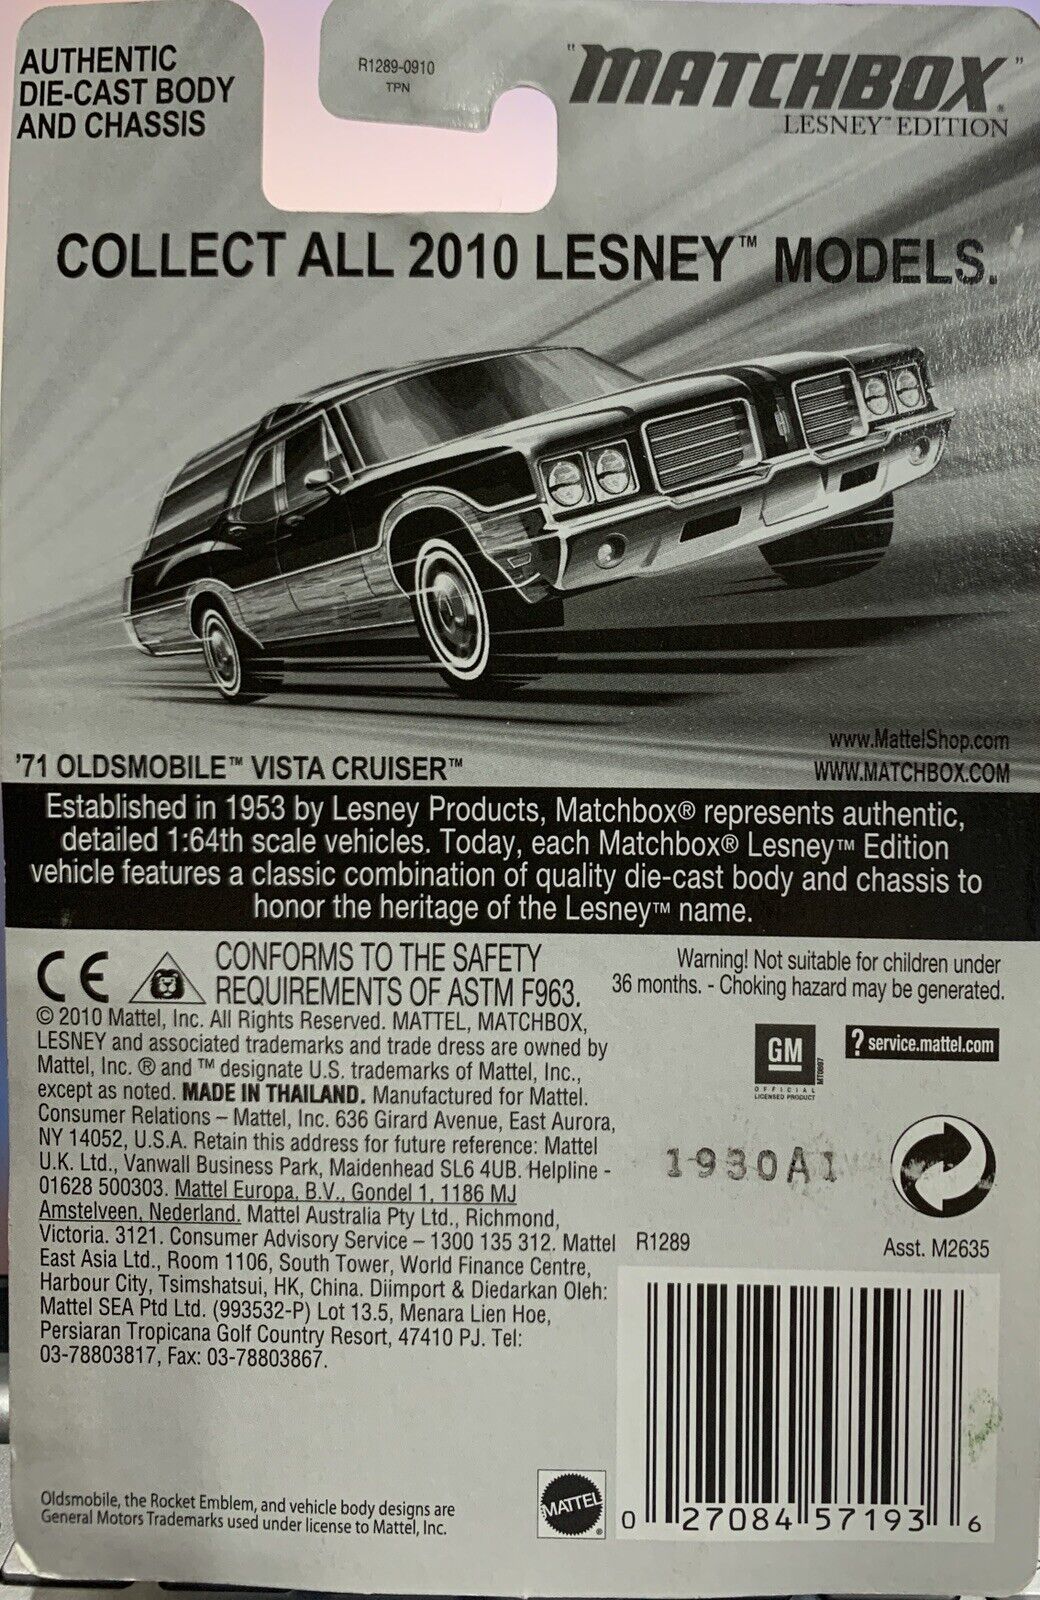 AUTHENTIC
DIE-CAST BODY
AND CHASSIS
R1289-0910
TPN
"MATCHBOX"®
LESNEY™ EDITION
COLLECT ALL 2010 LESNEY™ MODELS.
www.MattelShop.com
'71 OLDSMOBILE™ VISTA CRUISER™
WWW.MATCHBOX.COM
Established in 1953 by Lesney Products, Matchbox® represents authentic,
detailed 1:64th scale vehicles. Today, each Matchbox® Lesney™ Edition
vehicle features a classic combination of quality die-cast body and chassis to
honor the heritage of the Lesney™ name.
CE
CONFORMS TO THE SAFETY
REQUIREMENTS OF ASTM F963.
Warning! Not suitable for children under
36 months. - Choking hazard may be generated.
© 2010 Mattel, Inc. All Rights Reserved. MATTEL, MATCHBOX,
LESNEY and associated trademarks and trade dress are owned by
Mattel, Inc. ® and ™ designate U.S. trademarks of Mattel, Inc.,
except as noted. MADE IN THAILAND. Manufactured for Mattel.
Consumer Relations – Mattel, Inc. 636 Girard Avenue, East Aurora,
NY 14052, U.S.A. Retain this address for future reference: Mattel
U.K. Ltd., Vanwall Business Park, Maidenhead SL6 4UB. Helpline -
01628 500303. Mattel Europa, B.V., Gondel 1, 1186 MJ
Amstelveen, Nederland. Mattel Australia Pty Ltd., Richmond,
Victoria. 3121. Consumer Advisory Service – 1300 135 312. Mattel
East Asia Ltd., Room 1106, South Tower, World Finance Centre,
Harbour City, Tsimshatsui, HK, China. Diimport & Diedarkan Oleh:
Mattel SEA Ptd Ltd. (993532-P) Lot 13.5, Menara Lien Hoe,
Persiaran Tropicana Golf Country Resort, 47410 PJ. Tel:
03-78803817, Fax: 03-78803867.
GM
OFFICIAL
LICENSED PRODUCT
? service.mattel.com
1930A1
R1289
Asst. M2635
Oldsmobile, the Rocket Emblem, and vehicle body designs are
General Motors Trademarks used under license to Mattel, Inc.
MATTEL®
0 27084 57193 6